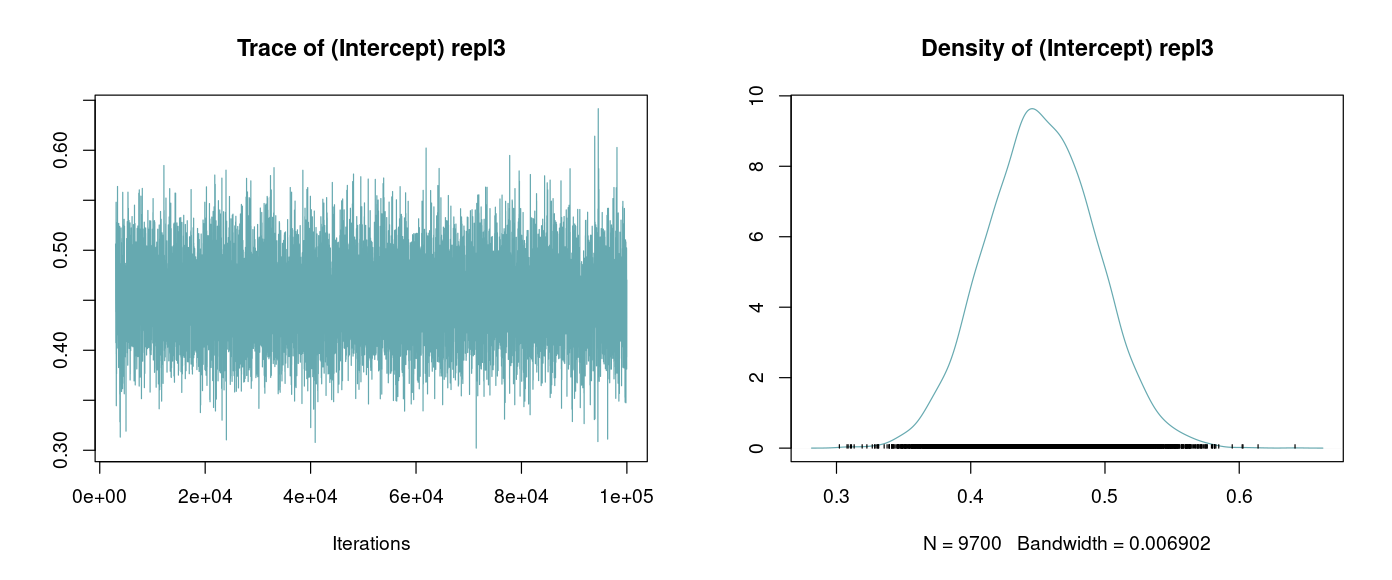 Trace of (Intercept) repl3
0.60
0.50
0.40
0.30
0e+00 2e+04 4e+04 6e+04 8e+04 1e+05
Iterations
Density of (Intercept) repl3
10
8
6
4
2
0
0.3 0.4 0.5 0.6
N = 9700 Bandwidth = 0.006902